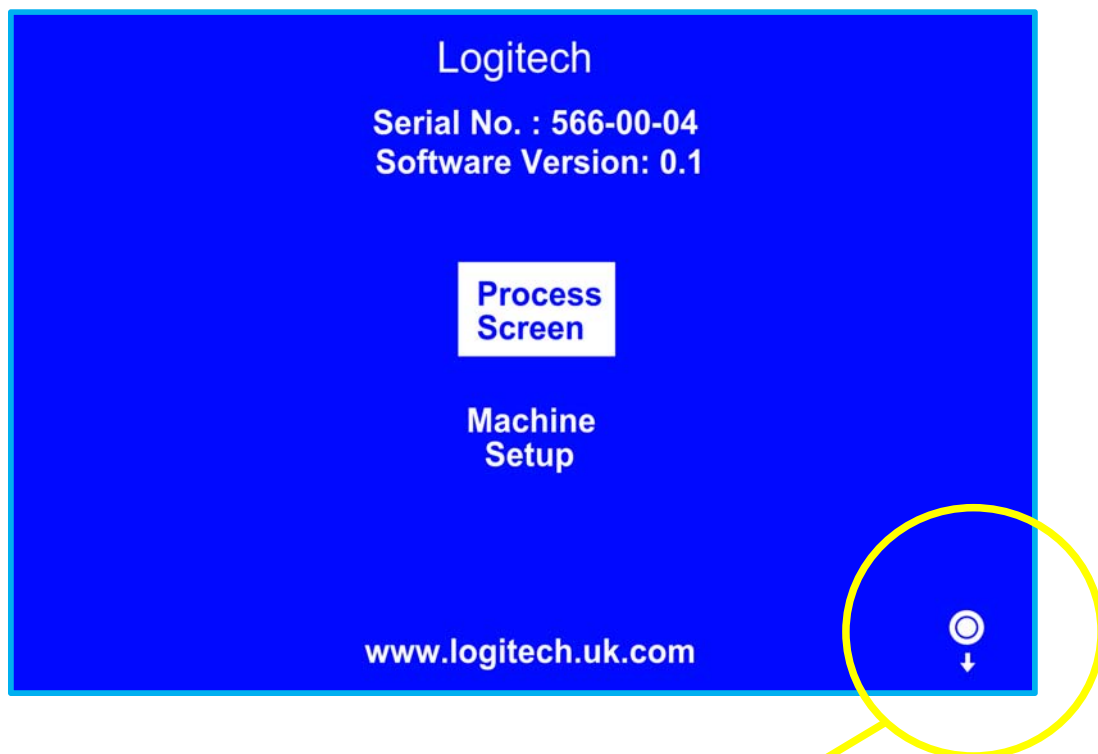 Logitech
Serial No. : 566-00-04
Software Version: 0.1
Process
Screen
Machine
Setup
www.logitech.uk.com